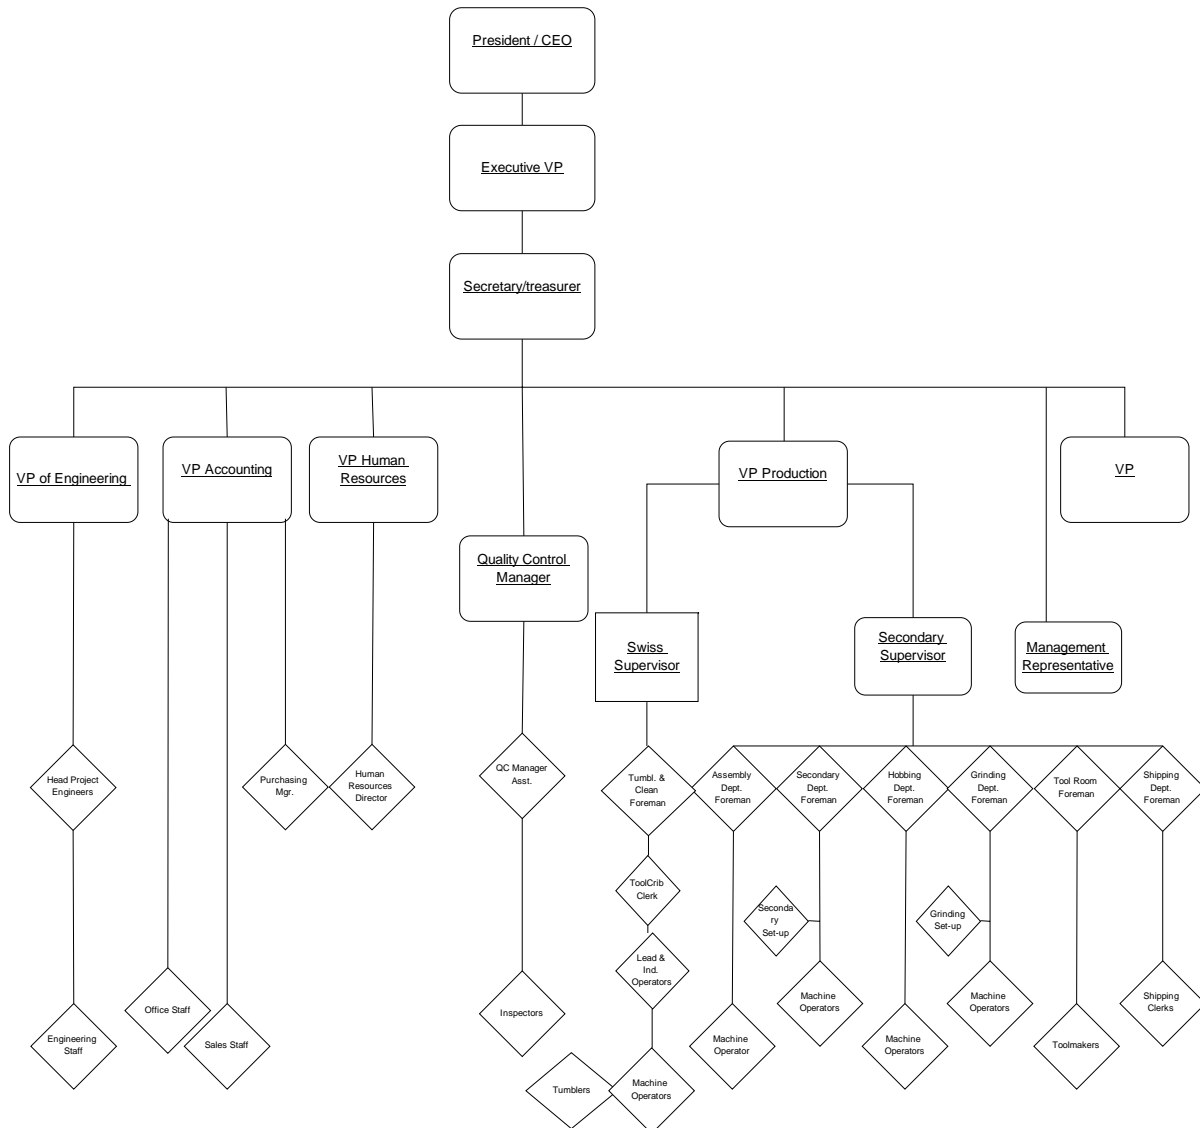 President / CEO
Executive VP
Secretary/treasurer
VP of Engineering
VP Accounting
VP Human
Resources
VP Production
VP
Quality Control
Manager
Swiss
Supervisor
Secondary
Supervisor
Management
Representative
Head Project
Engineers
Purchasing
Mgr.
Human
Resources
Director
QC Manager
Asst.
Tumbl. &
Clean
Foreman
Assembly
Dept.
Foreman
Secondary
Dept.
Foreman
Hobbing
Dept.
Foreman
Grinding
Dept.
Foreman
Tool Room
Foreman
Shipping
Dept.
Foreman
ToolCrib
Clerk
Seconda
ry
Set-up
Grinding
Set-up
Lead &
Ind.
Operators
Office Staff
Sales Staff
Engineering
Staff
Inspectors
Machine
Operators
Machine
Operators
Shipping
Clerks
Machine
Operator
Machine
Operators
Toolmakers
Tumblers
Machine
Operators